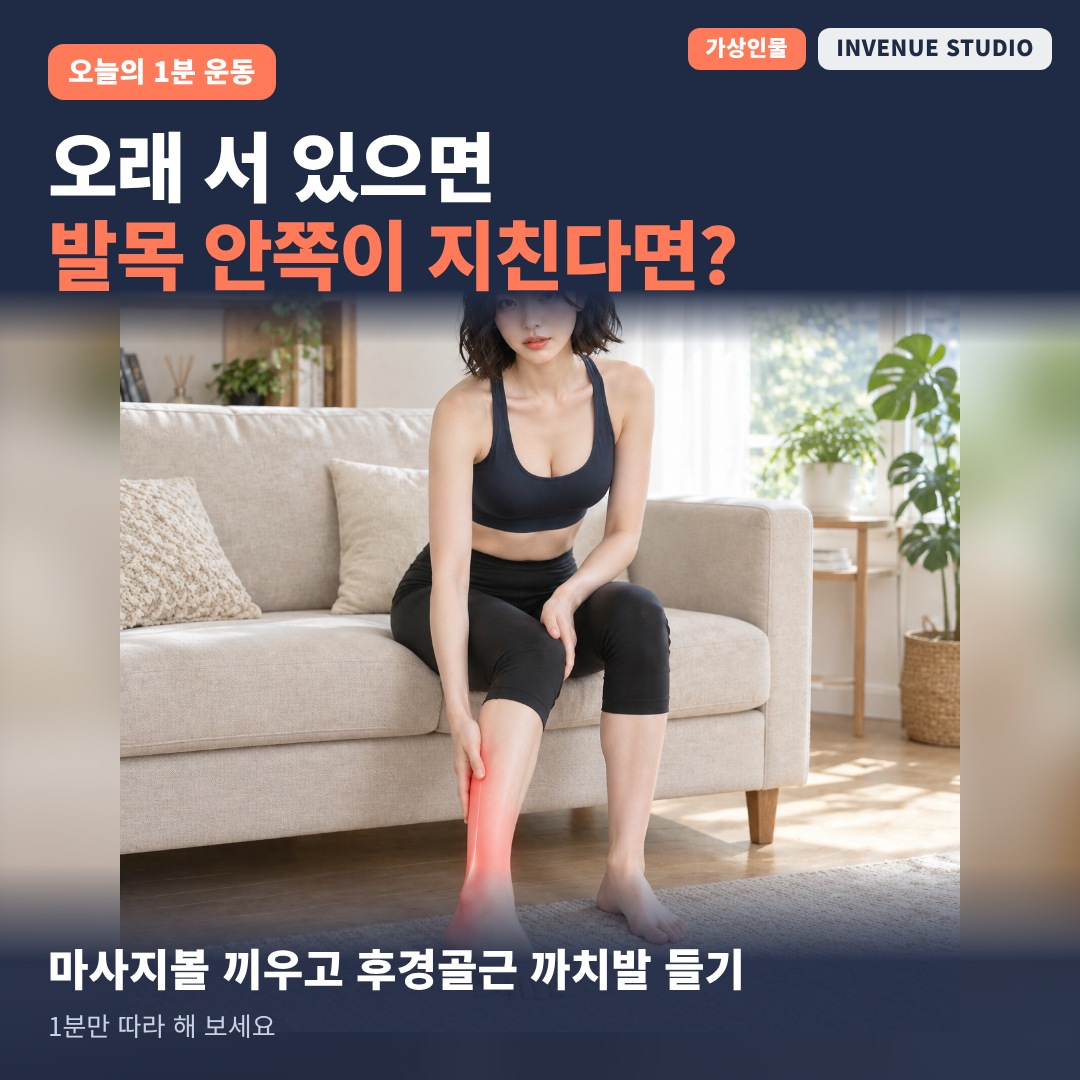 가상인물
INVENUE STUDIO
오늘의 1분 운동
오래 서 있으면
발목 안쪽이 지친다면?
마사지볼 끼우고 후경골근 까치발 들기
1분만 따라 해 보세요